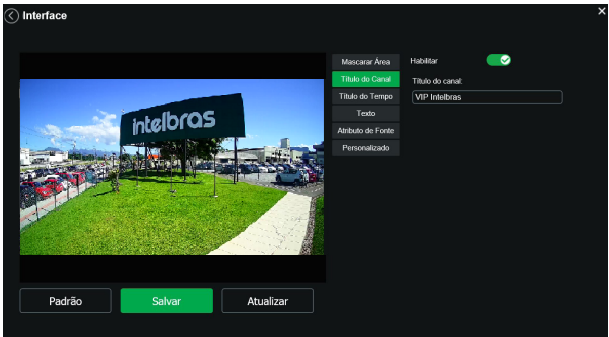 Interface
intelbras
Mascarar Área
Título do Canal
Título do Tempo
Texto
Atributo de Fonte
Personalizado
Habilitar
Título do canal:
VIP Intelbras
Padrão
Salvar
Atualizar